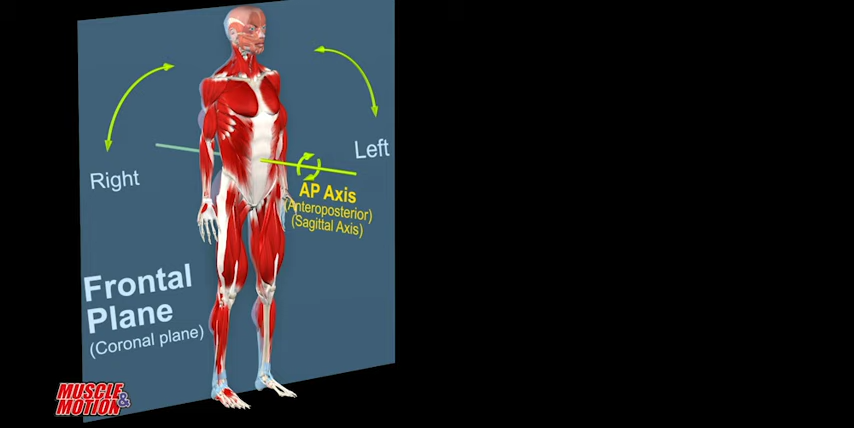 Right
Left
AP Axis
(Anteroposterior)
(Sagittal Axis)
Frontal
Plane
(Coronal plane)
MUSCLE
& MOTION